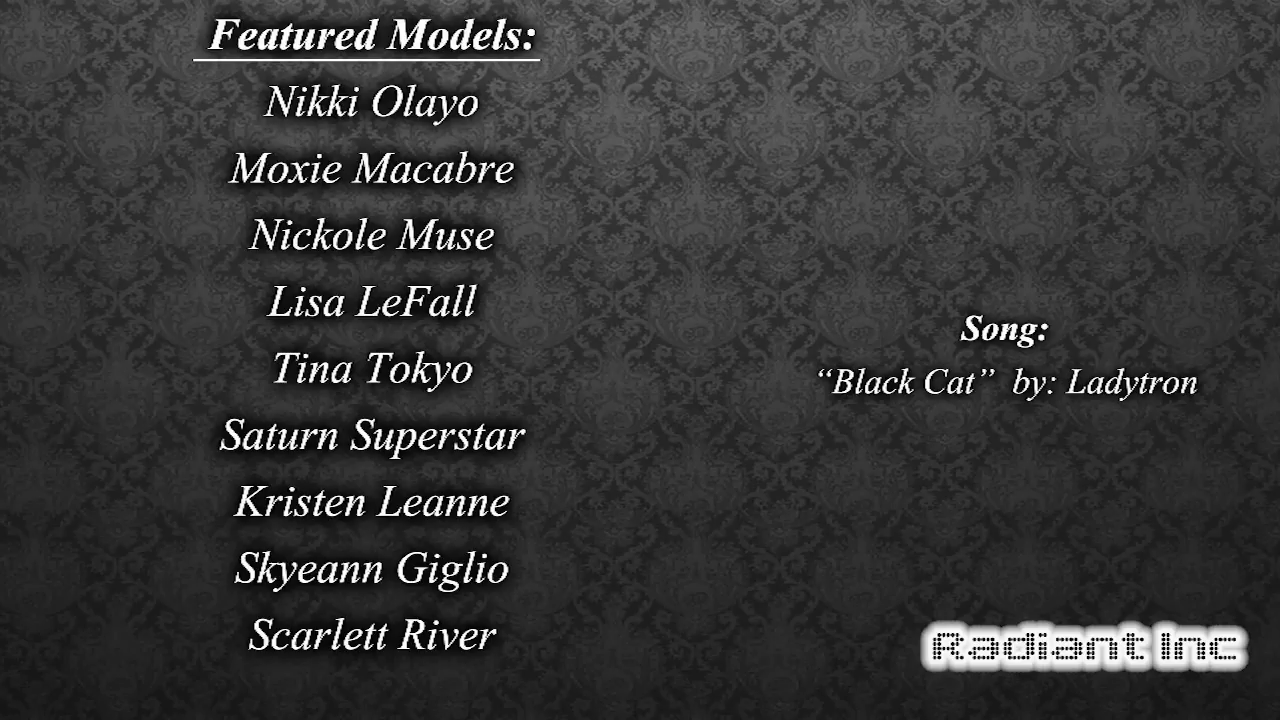 Featured Models:
Nikki Olayo
Moxie Macabre
Nickole Muse
Lisa LeFall
Tina Tokyo
Saturn Superstar
Kristen Leanne
Skyeann Giglio
Scarlett River
Song:
“Black Cat” by: Ladytron
Radiant Inc